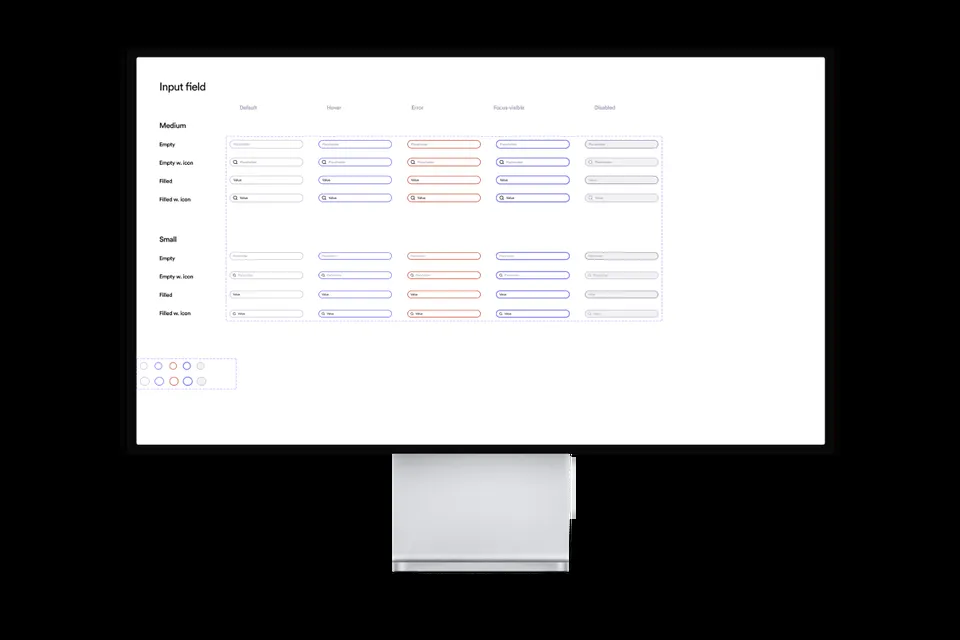 Input field
Default Hover Error Focus-visible Disabled
Medium
Empty Placeholder Placeholder Placeholder Placeholder Placeholder
Empty w. icon Placeholder Placeholder Placeholder Placeholder Placeholder
Filled Value Value Value Value Value
Filled w. icon Value Value Value Value Value
Small
Empty Placeholder Placeholder Placeholder Placeholder Placeholder
Empty w. icon Placeholder Placeholder Placeholder Placeholder Placeholder
Filled Value Value Value Value Value
Filled w. icon Value Value Value Value Value